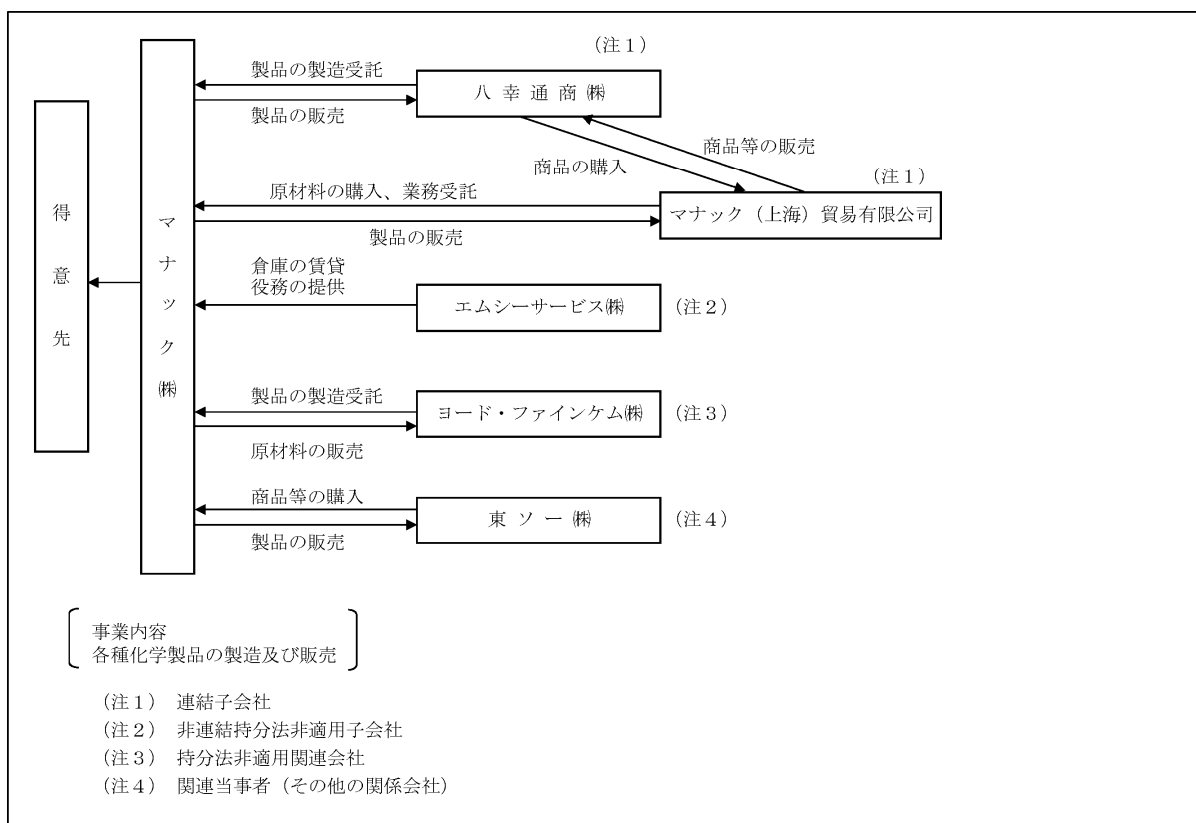 (注1)
製品の製造受託
八幸通商㈱
製品の販売
商品等の販売
商品の購入
(注1)
原材料の購入、業務受託
マナック(上海)貿易有限公司
製品の販売
得意先
マナック㈱
倉庫の賃貸
役務の提供
エムシーサービス㈱
(注2)
製品の製造受託
ヨード・ファインケム㈱
(注3)
原材料の販売
商品等の購入
東ソー㈱
(注4)
製品の販売
事業内容
各種化学製品の製造及び販売
(注1) 連結子会社
(注2) 非連結持分法非適用子会社
(注3) 持分法非適用関連会社
(注4) 関連当事者(その他の関係会社)